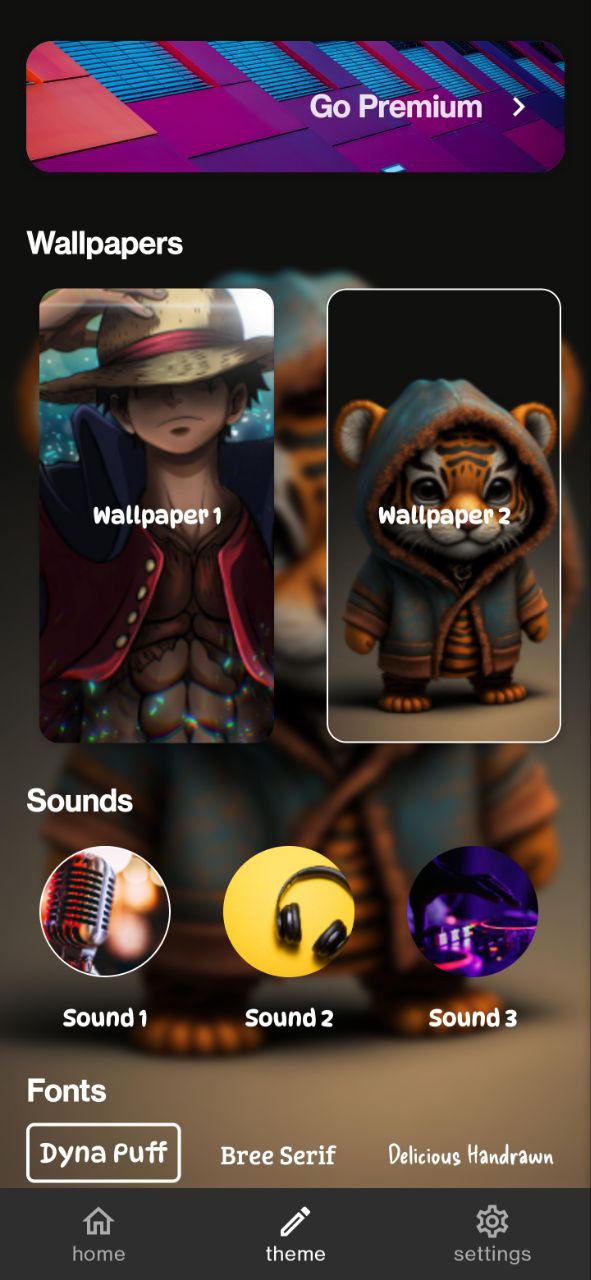 Go Premium
Wallpapers
Wallpaper 1
Wallpaper 2
Sounds
Sound 1
Sound 2
Sound 3
Fonts
Dyna Puff
Bree Serif
Delicious Handrawn
home
theme
settings